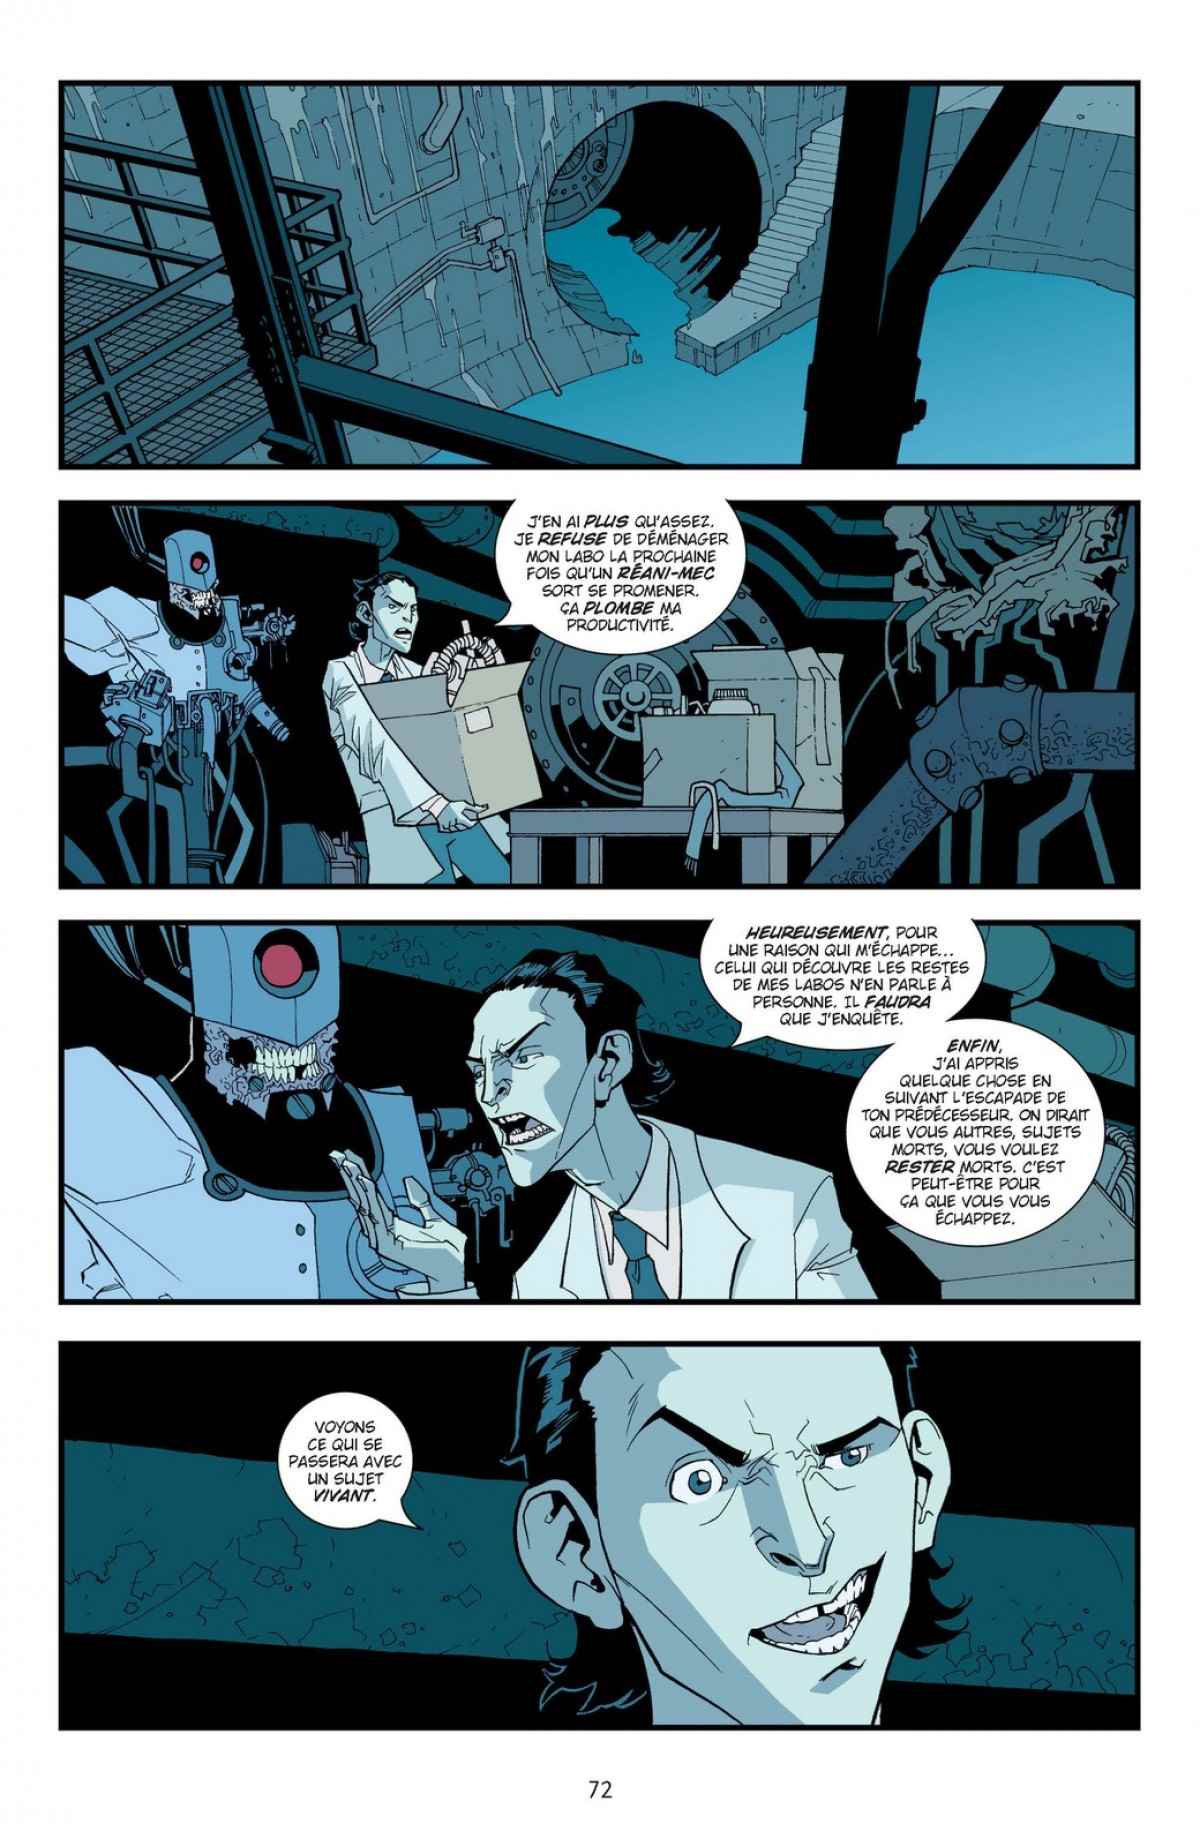 J'EN AI PLUS QU'ASSEZ.
JE REFUSE DE DÉMÉNAGER
MON LABO LA PROCHAINE
FOIS QU'UN RÉANI-MEC
SORT SE PROMENER.
ÇA PLOMBE MA
PRODUCTIVITÉ.
HEUREUSEMENT, POUR
UNE RAISON QUI M'ÉCHAPPE...
CELUI QUI DÉCOUVRE LES RESTES
DE MES LABOS N'EN PARLE À
PERSONNE. IL FAUDRA
QUE J'ENQUÊTE.
ENFIN,
J'AI APPRIS
QUELQUE CHOSE EN
SUIVANT L'ESCAPADE DE
TON PRÉDÉCESSEUR. ON DIRAIT
QUE VOUS AUTRES, SUJETS
MORTS, VOUS VOULEZ
RESTER MORTS. C'EST
PEUT-ÊTRE POUR
ÇA QUE VOUS VOUS
ÉCHAPPEZ.
VOYONS
CE QUI SE
PASSERA AVEC
UN SUJET
VIVANT.
72